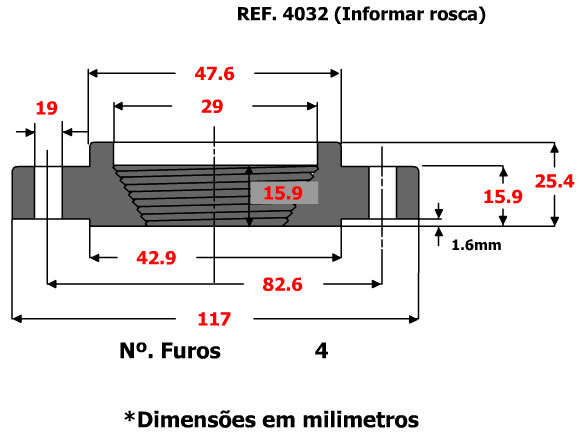 REF. 4032 (Informar rosca)
47.6
19
29
15.9
25.4
15.9
1.6mm
42.9
82.6
117
Nº. Furos 4
*Dimensões em milimetros